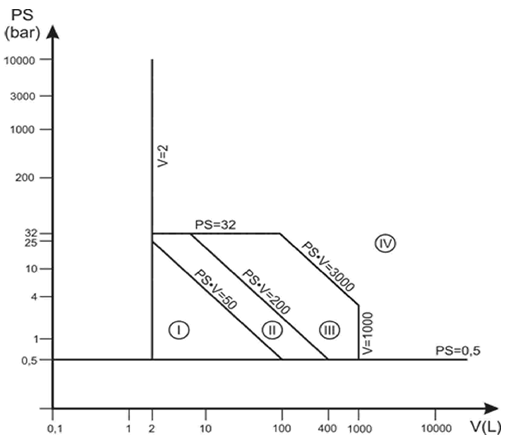 PS
(bar)
10000
3000
1000
200
32
25
10
4
1
0,5
V=2
PS=32
PS•V=50
PS•V=200
PS•V=3000
V=1000
PS=0,5
I
II
III
IV
0,1
1
2
10
100
400
1000
10000
V(L)